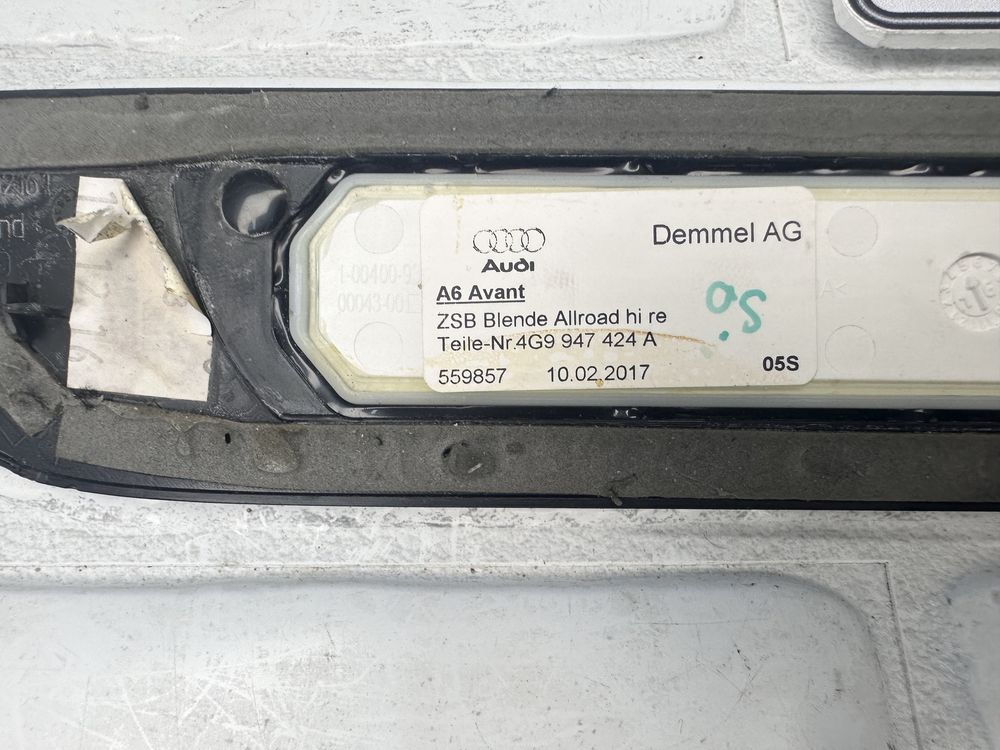 Demmel AG
Audi
A6 Avant
ZSB Blende Allroad hi re
Teile-Nr.4G9 947 424 A
559857 10.02.2017 05S
So